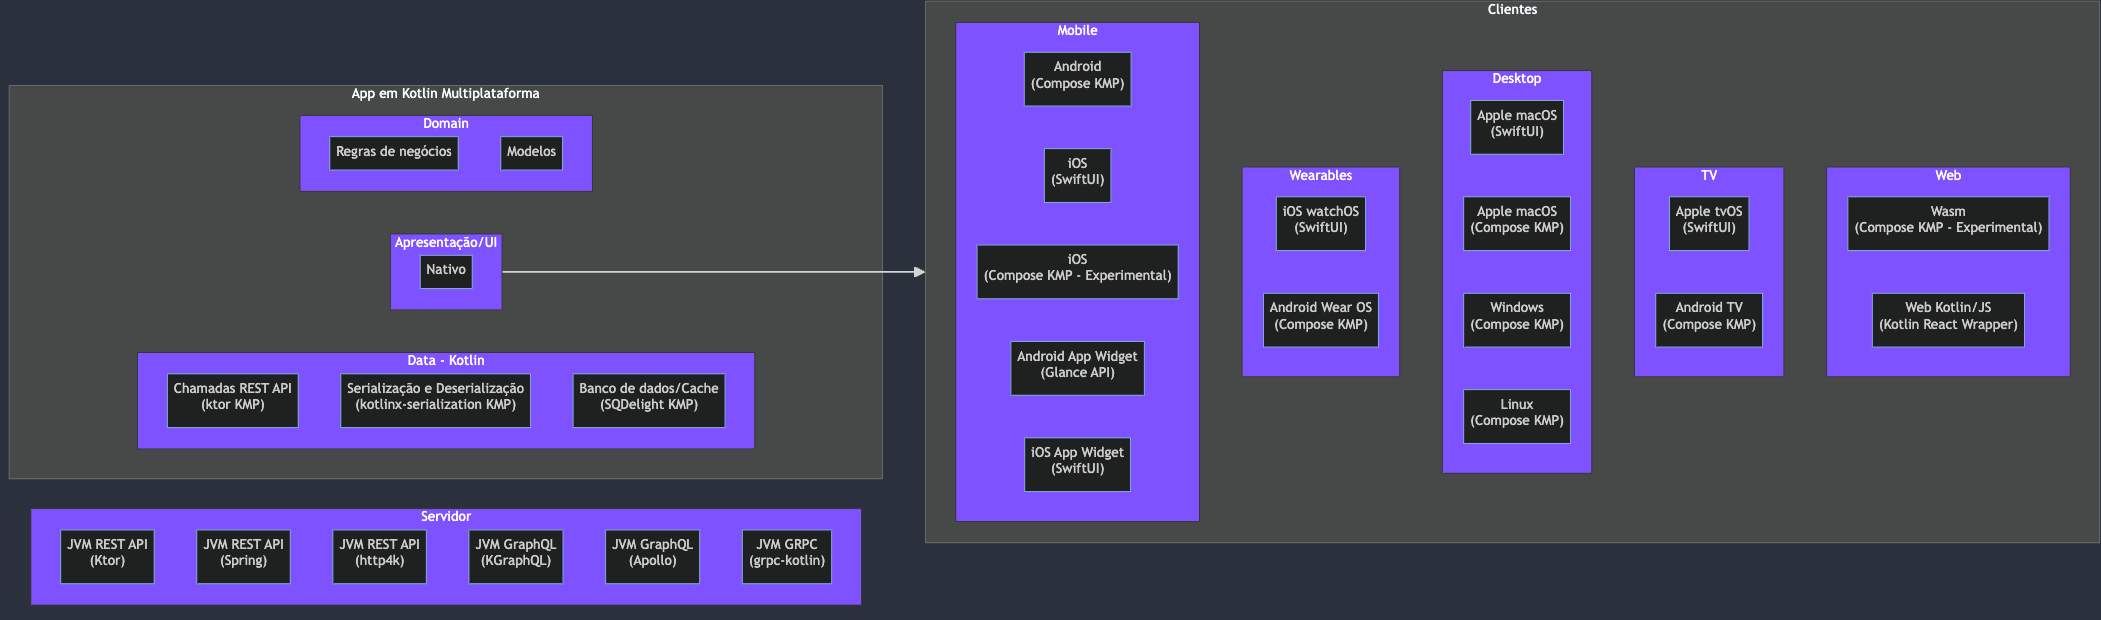 App em Kotlin Multiplataforma
Domain
Regras de negócios
Modelos
Apresentação/UI
Nativo
Data - Kotlin
Chamadas REST API
(ktor KMP)
Serialização e Deserialização
(kotlinx-serialization KMP)
Banco de dados/Cache
(SQDelight KMP)
Servidor
JVM REST API
(Ktor)
JVM REST API
(Spring)
JVM REST API
(http4k)
JVM GraphQL
(KGraphQL)
JVM GraphQL
(Apollo)
JVM GRPC
(grpc-kotlin)
Clientes
Mobile
Android
(Compose KMP)
iOS
(SwiftUI)
iOS
(Compose KMP - Experimental)
Android App Widget
(Glance API)
iOS App Widget
(SwiftUI)
Wearables
iOS watchOS
(SwiftUI)
Android Wear OS
(Compose KMP)
Desktop
Apple macOS
(SwiftUI)
Apple macOS
(Compose KMP)
Windows
(Compose KMP)
Linux
(Compose KMP)
TV
Apple tvOS
(SwiftUI)
Android TV
(Compose KMP)
Web
Wasm
(Compose KMP - Experimental)
Web Kotlin/JS
(Kotlin React Wrapper)